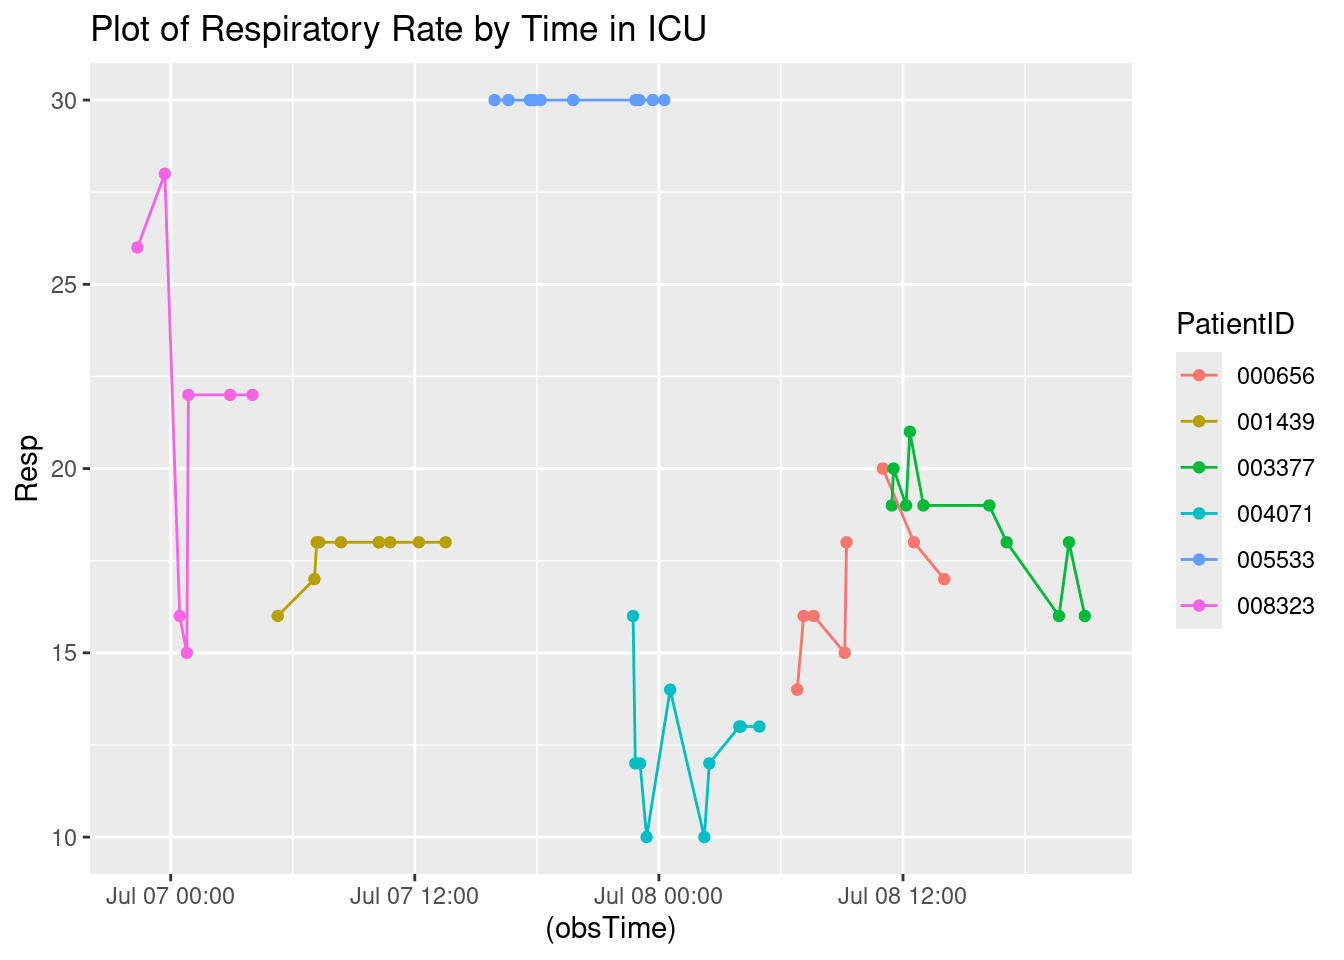 Plot of Respiratory Rate by Time in ICU
30
25
20
15
10
Resp
Jul 07 00:00
Jul 07 12:00
Jul 08 00:00
Jul 08 12:00
(obsTime)
PatientID
000656
001439
003377
004071
005533
008323